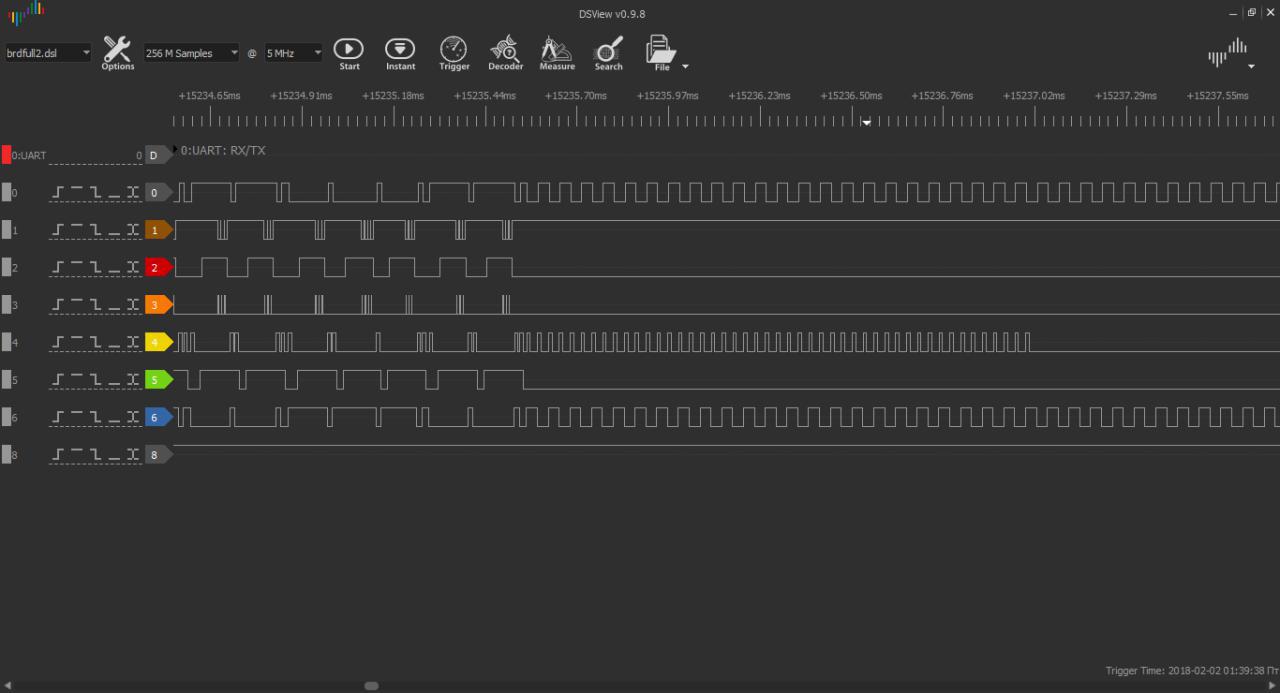 DSView v0.9.8
brdfull2.dsl
Options
256 M Samples
@
5 MHz
Start
Instant
Trigger
Decoder
Measure
Search
File
+15234.65ms +15234.91ms +15235.18ms +15235.44ms +15235.70ms +15235.97ms +15236.23ms +15236.50ms +15236.76ms +15237.02ms +15237.29ms +15237.55ms
0:UART 0 D 0:UART: RX/TX
0 0
1 1
2 2
3 3
4 4
5 5
6 6
8 8
Trigger Time: 2018-02-02 01:39:38 Пт